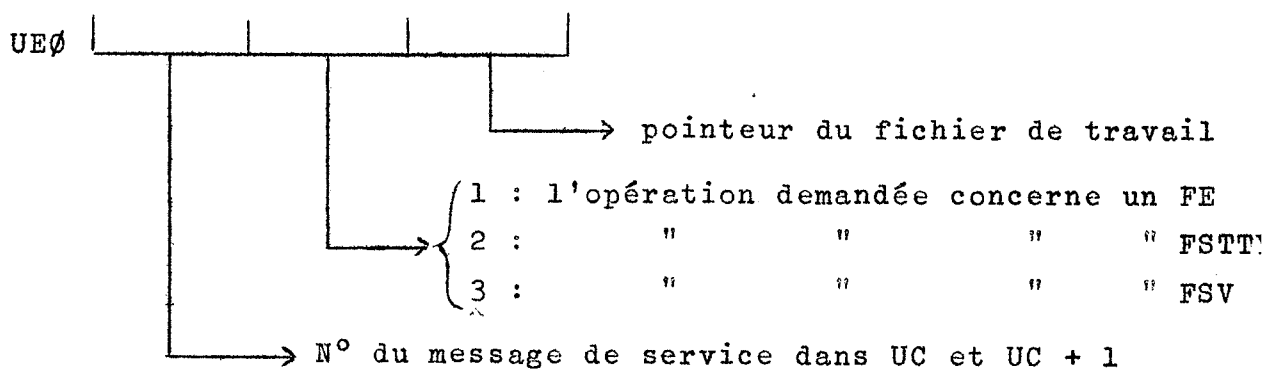 UEØ
pointeur du fichier de travail
1 : l'opération demandée concerne un FE
2 : " " " "
3 : " " " " FSV
N° du message de service dans UC et UC + 1